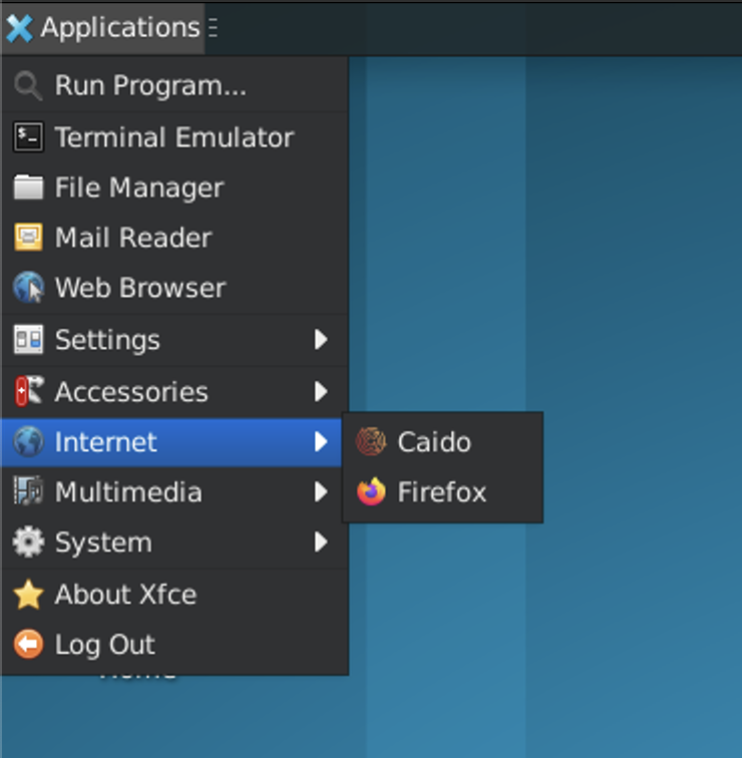 Applications
Run Program...
Terminal Emulator
File Manager
Mail Reader
Web Browser
Settings
Accessories
Internet
Caido
Multimedia
Firefox
System
About Xfce
Log Out
Home